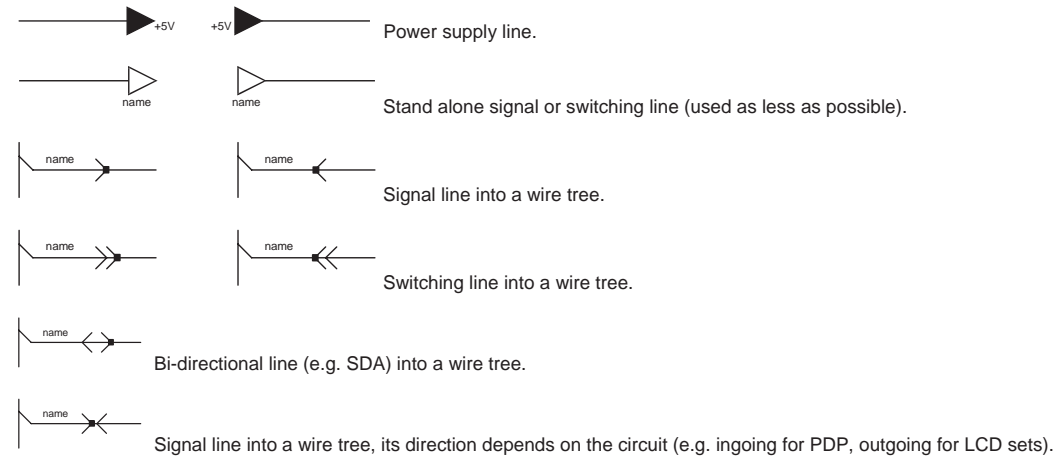 +5V +5V Power supply line.
name name Stand alone signal or switching line (used as less as possible).
name name Signal line into a wire tree.
name name Switching line into a wire tree.
name Bi-directional line (e.g. SDA) into a wire tree.
name Signal line into a wire tree, its direction depends on the circuit (e.g. ingoing for PDP, outgoing for LCD sets).